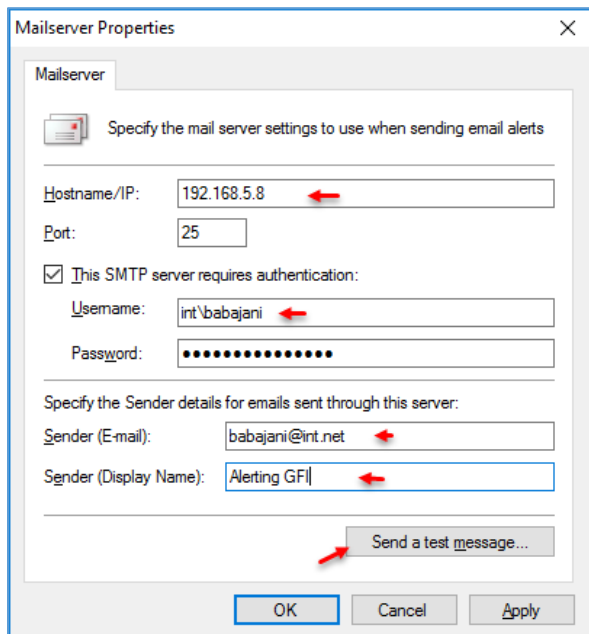 Mailserver Properties
Mailserver
Specify the mail server settings to use when sending email alerts
Hostname/IP: 192.168.5.8
Port: 25
This SMTP server requires authentication:
Username: int\babajani
Password: ●●●●●●●●●●●●●●●
Specify the Sender details for emails sent through this server:
Sender (E-mail): babajani@int.net
Sender (Display Name): Alerting GFI
Send a test message...
OK Cancel Apply